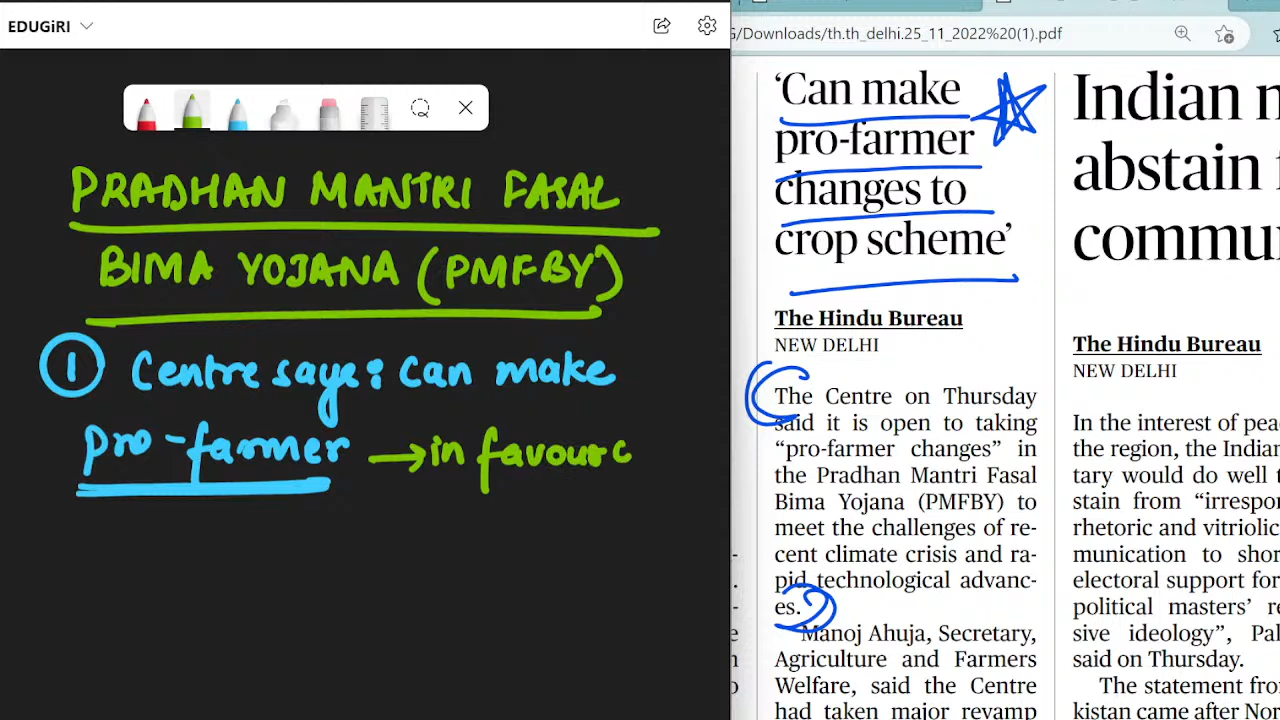 EDUGiRI
PRADHAN MANTRI FASAL
BIMA YOJANA (PMFBY)
1 Centre says: Can make
pro-farmer → in favour
G/Downloads/th.th_delhi.25_11_2022%20(1).pdf
‘Can make
pro-farmer
changes to
crop scheme’
The Hindu Bureau
NEW DELHI
The Centre on Thursday
said it is open to taking
“pro-farmer changes” in
the Pradhan Mantri Fasal
Bima Yojana (PMFBY) to
meet the challenges of re-
cent climate crisis and ra-
pid technological advanc-
es.
Manoj Ahuja, Secretary,
Agriculture and Farmers
Welfare, said the Centre
had taken major revamp
Indian
abstain
commu
The Hindu Bureau
NEW DELHI
In the interest of peac
the region, the Indian
tary would do well t
stain from “irrespor
rhetoric and vitriolic
munication to shor
electoral support for
political masters’ re
sive ideology”, Pal
said on Thursday.
The statement fro
kistan came after Nor